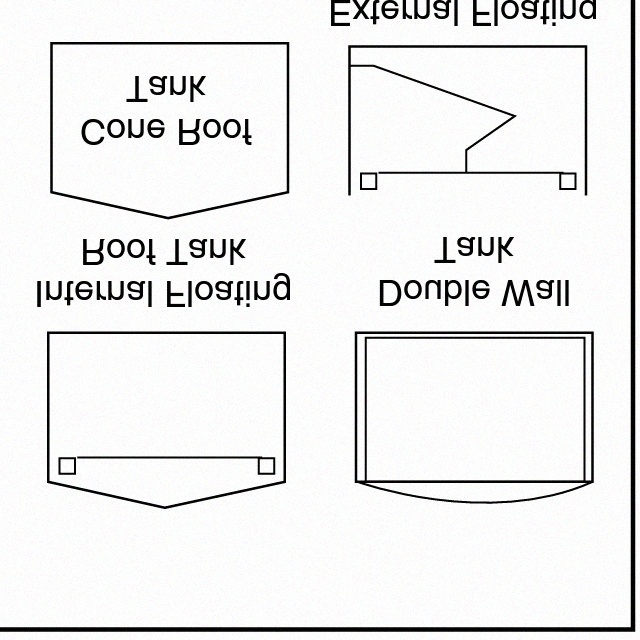 Internal Floating
Roof Tank
Double Wall
Tank
Cone Roof
Tank
External Floating